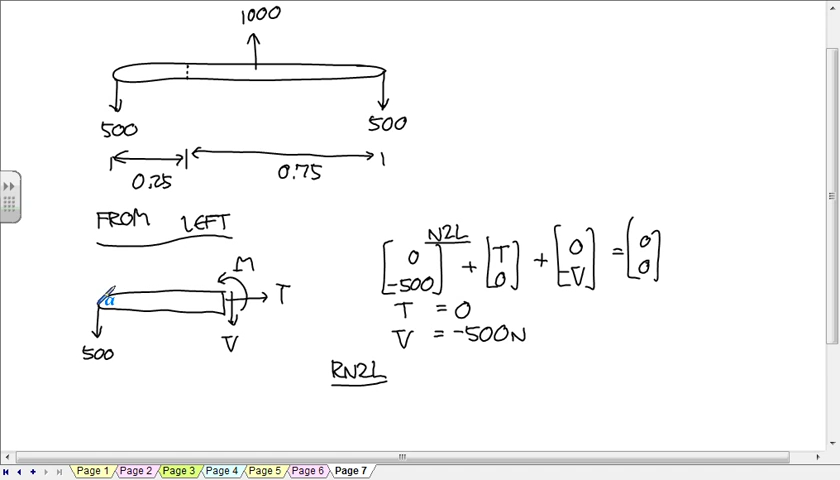 1000
500
500
0.25
0.75
FROM LEFT
M
T
V
500
N2L
[0 -500] + [T 0] + [0 -V] = [0 0]
T = 0
V = -500N
RN2L
Page 1 Page 2 Page 3 Page 4 Page 5 Page 6 Page 7